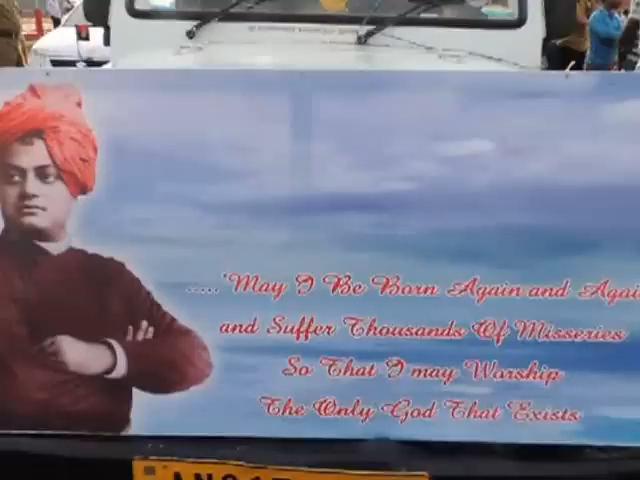 .....'May I Be Born Again and Agai
and Suffer Thousands Of Misseries
So That I may Worship
The Only God That Exists